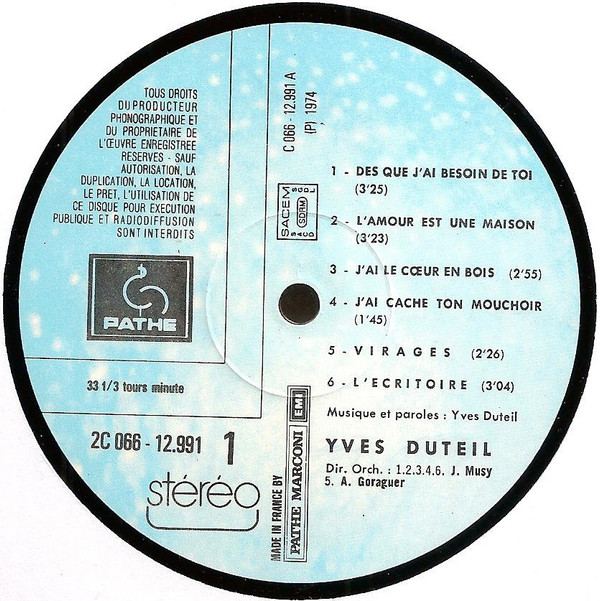 TOUS DROITS
DU PRODUCTEUR
PHONOGRAPHIQUE ET
DU PROPRIETAIRE DE
L'ŒUVRE ENREGISTREE
RESERVES - SAUF
AUTORISATION, LA
DUPLICATION, LA LOCATION,
LE PRET, L'UTILISATION DE
CE DISQUE POUR EXECUTION
PUBLIQUE ET RADIODIFFUSION
SONT INTERDITS
PATHE
33 1/3 tours minute
2C 066 - 12.991 1
stéréo
C 066 - 12.991 A
(P) 1974
SACEM
SDRM
1 - DES QUE J'AI BESOIN DE TOI
(3'25)
2 - L'AMOUR EST UNE MAISON
(3'23)
3 - J'AI LE CŒUR EN BOIS (2'55)
4 - J'AI CACHE TON MOUCHOIR
(1'45)
5 - VIRAGES (2'26)
6 - L'ECRITOIRE (3'04)
Musique et paroles : Yves Duteil
YVES DUTEIL
Dir. Orch. : 1.2.3.4.6. J. Musy
5. A. Goraguer
MADE IN FRANCE BY
PATHE MARCONI EMI